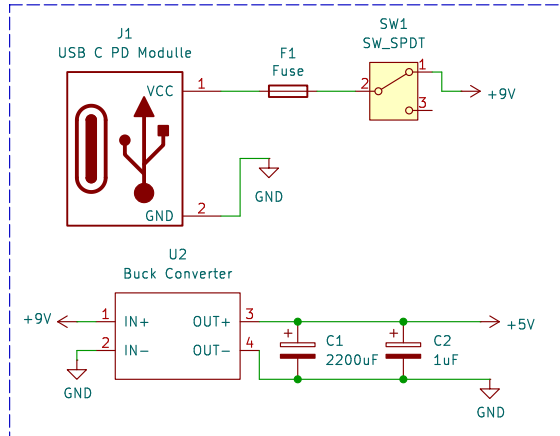 J1
USB C PD Modulle
VCC
1
GND
2
GND
F1
Fuse
SW1
SW_SPDT
2
1
3
+9V
U2
Buck Converter
+9V
1
IN+
2
IN-
GND
OUT+
3
OUT-
4
+
C1
2200uF
+
C2
1uF
+5V
GND